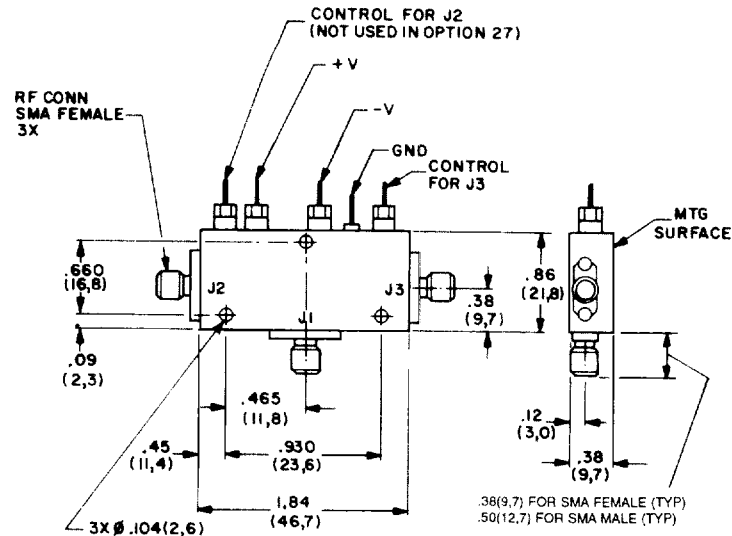 CONTROL FOR J2
(NOT USED IN OPTION 27)
+V
RF CONN
SMA FEMALE
3X
-V
GND
CONTROL
FOR J3
MTG
SURFACE
.660
(16,8)
J2
J3
.86
(21,8)
.38
(9,7)
J1
.09
(2,3)
.465
(11,8)
.12
(3,0)
.45
(11,4)
.930
(23,6)
.38
(9,7)
1.84
(46,7)
.38(9,7) FOR SMA FEMALE (TYP)
.50(12,7) FOR SMA MALE (TYP)
3X Ø .104(2,6)